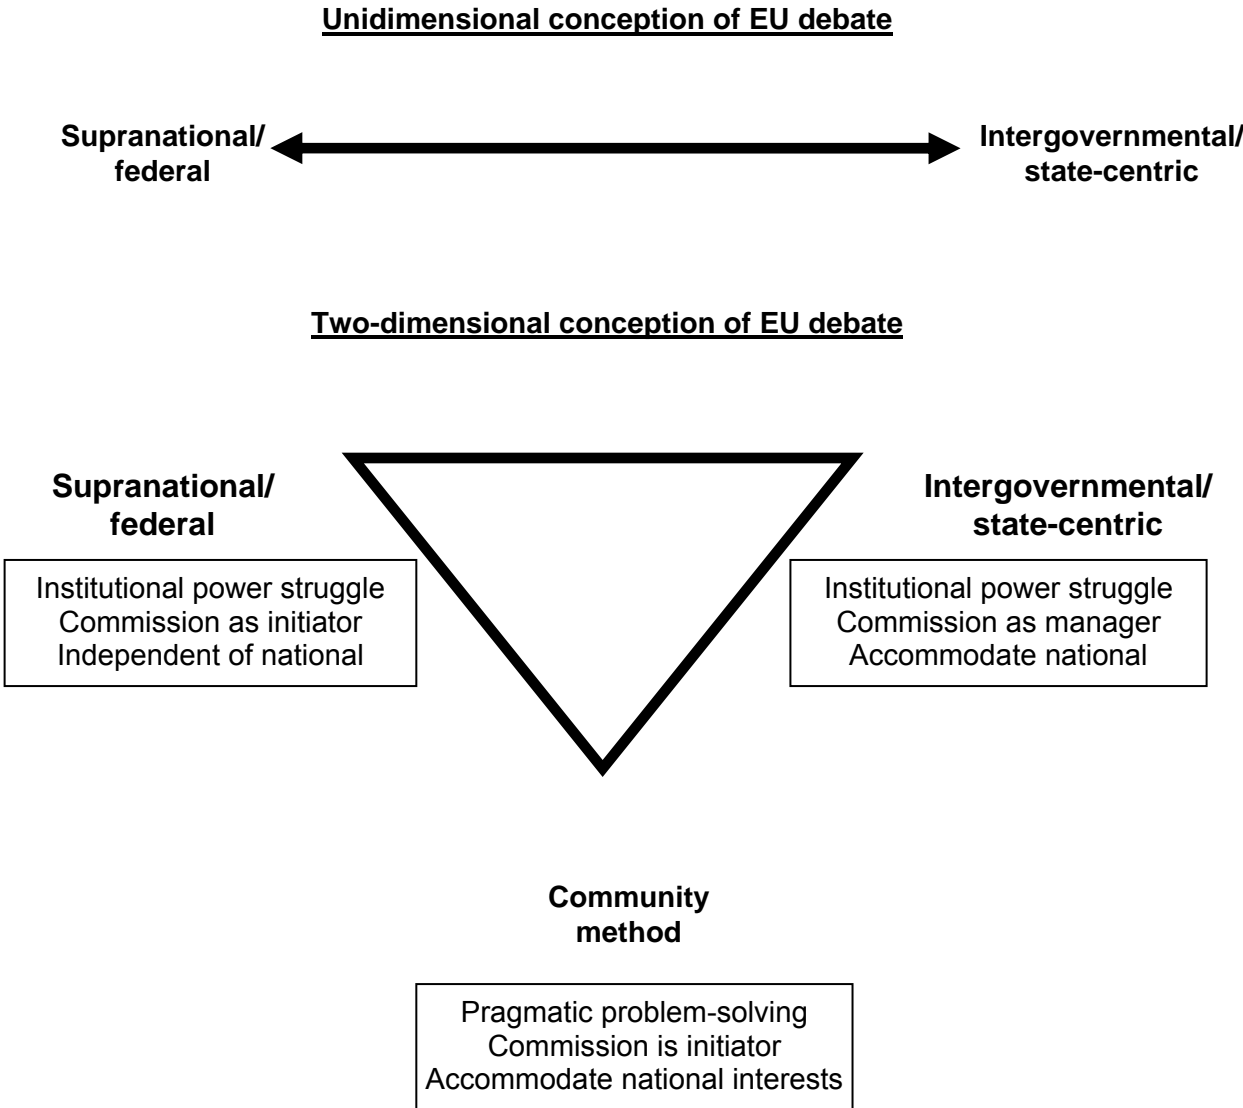 Unidimensional conception of EU debate
Supranational/
federal
Intergovernmental/
state-centric
Two-dimensional conception of EU debate
Supranational/
federal
Institutional power struggle
Commission as initiator
Independent of national
Intergovernmental/
state-centric
Institutional power struggle
Commission as manager
Accommodate national
Community
method
Pragmatic problem-solving
Commission is initiator
Accommodate national interests